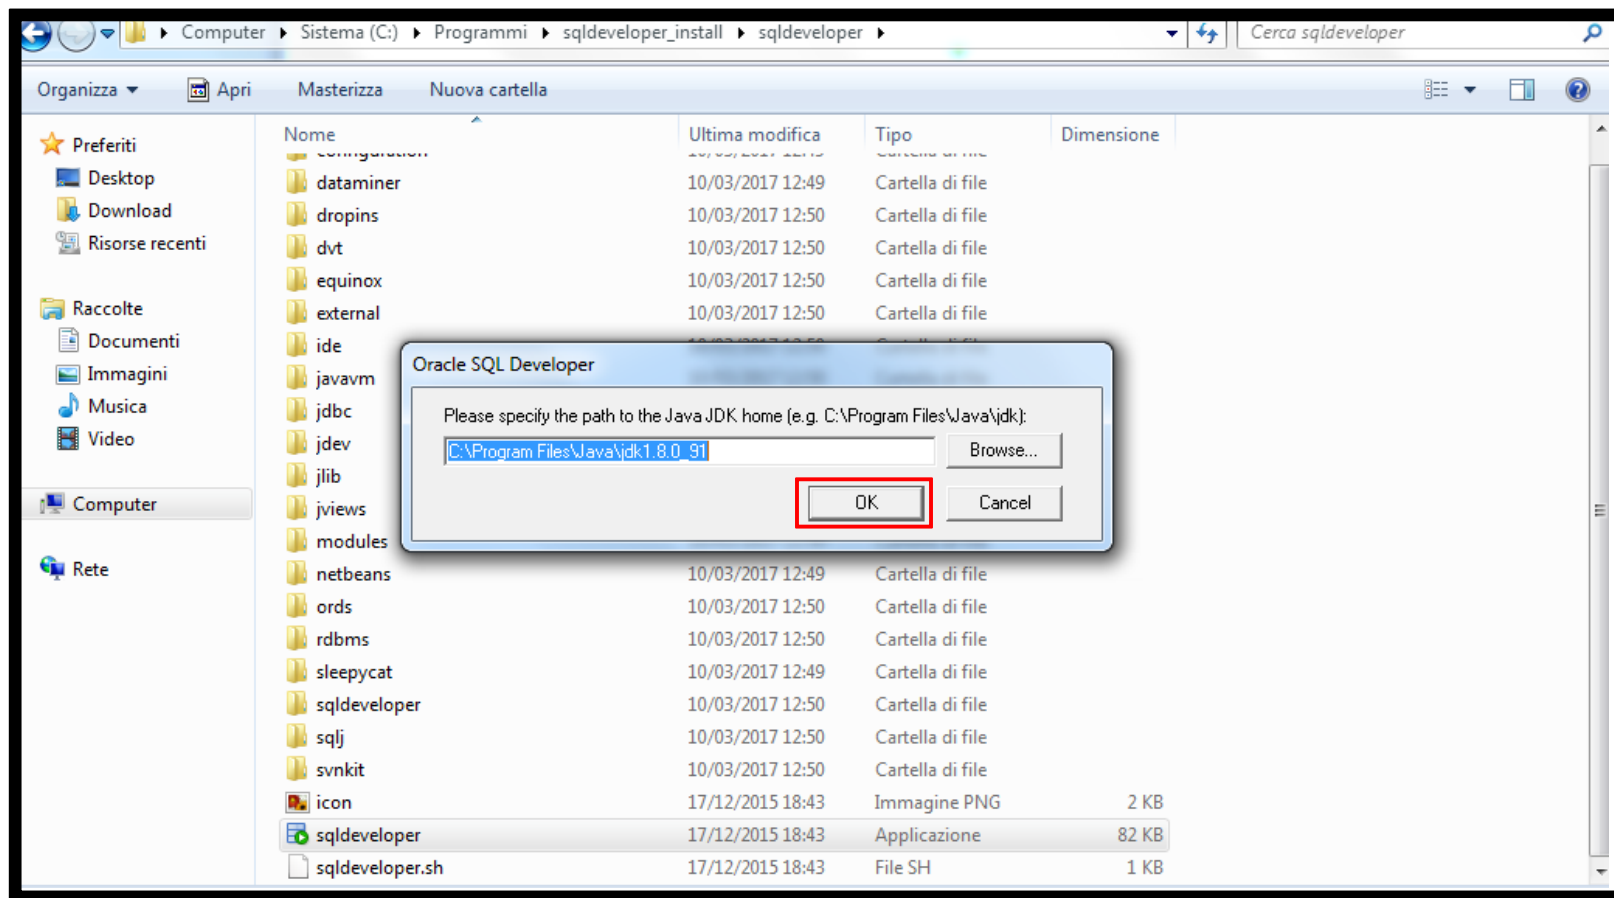 Computer Sistema (C:) Programmi sqldeveloper_install sqldeveloper Cerca sqldeveloper
Organizza Apri Masterizza Nuova cartella
Nome Ultima modifica Tipo Dimensione
Preferiti
Desktop
Download
Risorse recenti
Raccolte
Documenti
Immagini
Musica
Video
Computer
Rete
configuration 10/03/2017 12:49 Cartella di file
dataminer 10/03/2017 12:49 Cartella di file
dropins 10/03/2017 12:50 Cartella di file
dvt 10/03/2017 12:50 Cartella di file
equinox 10/03/2017 12:50 Cartella di file
external 10/03/2017 12:50 Cartella di file
ide
javavm
jdbc
jdev
jlib
jviews
modules
netbeans 10/03/2017 12:49 Cartella di file
ords 10/03/2017 12:50 Cartella di file
rdbms 10/03/2017 12:50 Cartella di file
sleepycat 10/03/2017 12:49 Cartella di file
sqldeveloper 10/03/2017 12:50 Cartella di file
sqlj 10/03/2017 12:50 Cartella di file
svnkit 10/03/2017 12:50 Cartella di file
icon 17/12/2015 18:43 Immagine PNG 2 KB
sqldeveloper 17/12/2015 18:43 Applicazione 82 KB
sqldeveloper.sh 17/12/2015 18:43 File SH 1 KB
Oracle SQL Developer
Please specify the path to the Java JDK home (e.g. C:\Program Files\Java\jdk):
C:\Program Files\Java\jdk1.8.0_91 Browse...
OK Cancel